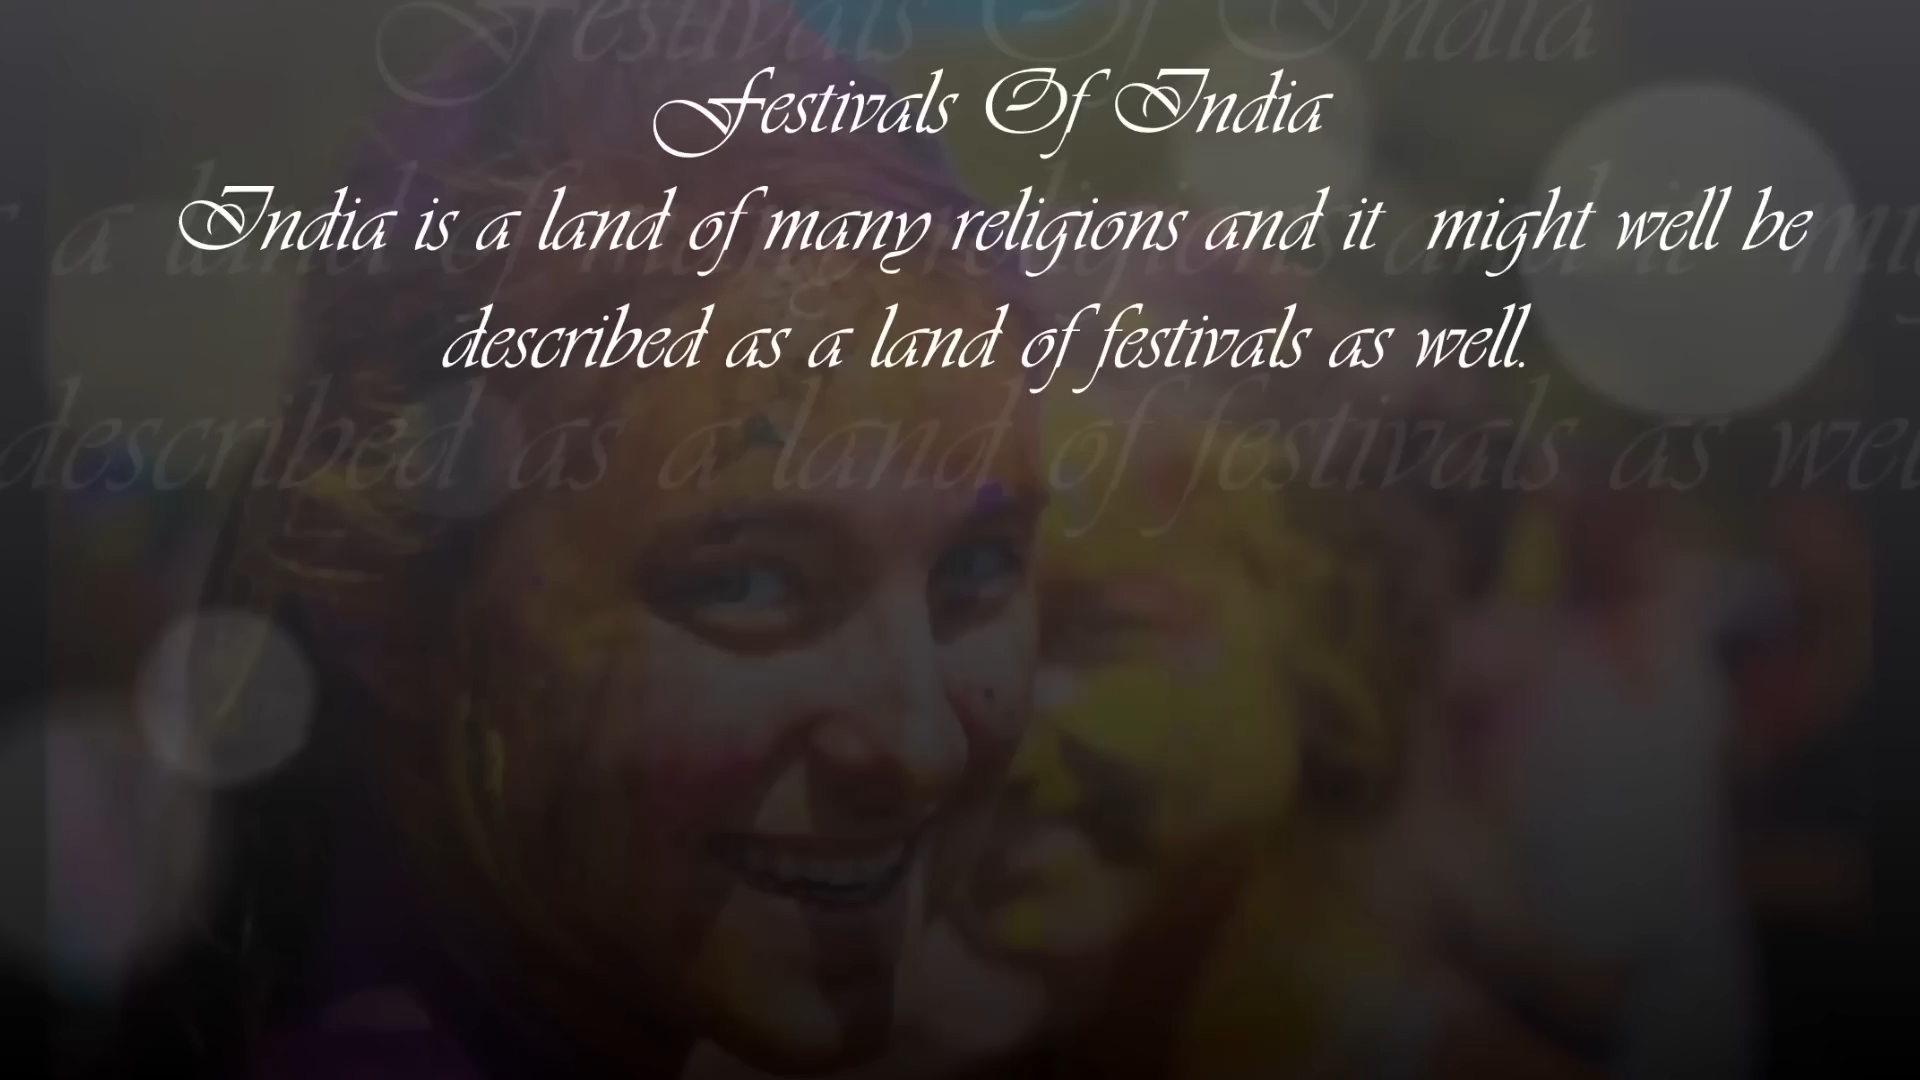 Festivals Of India
India is a land of many religions and it might well be
described as a land of festivals as well.